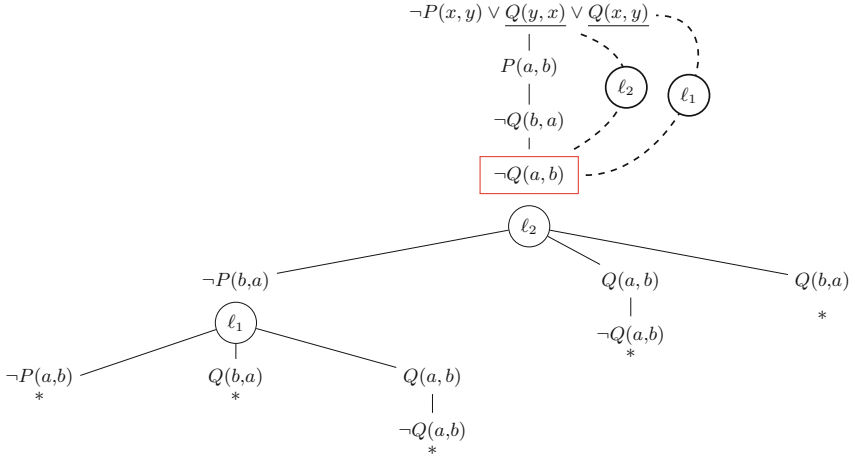 ¬P(x, y) ∨ Q(y, x) ∨ Q(x, y)
P(a, b)
ℓ₂
ℓ₁
¬Q(b, a)
¬Q(a, b)
ℓ₂
¬P(b,a) Q(a, b) Q(b,a)
*
ℓ₁
¬Q(a,b)
*
¬P(a,b) Q(b,a) Q(a, b)
* *
¬Q(a,b)
*